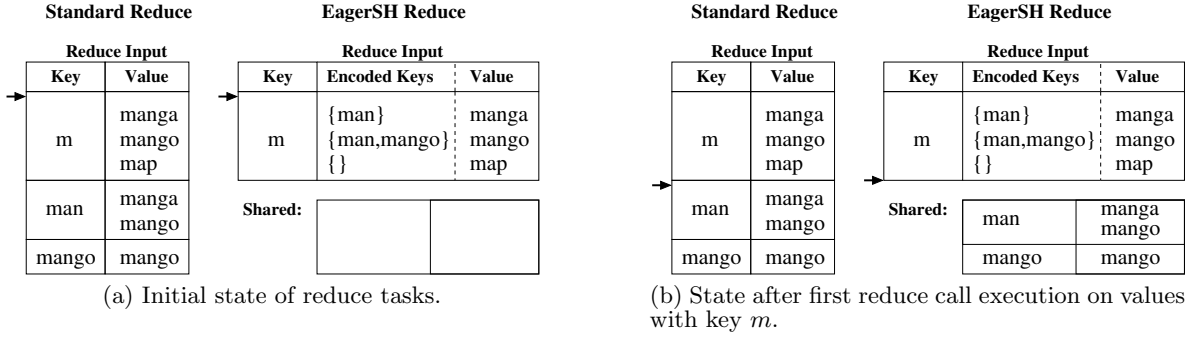 Standard Reduce
EagerSH Reduce
Reduce Input
Key Value
m
manga
mango
map
man
manga
mango
mango mango
Reduce Input
Key Encoded Keys Value
m
{man} manga
{man,mango} mango
{} map
Shared:
(a) Initial state of reduce tasks.
Standard Reduce
EagerSH Reduce
Reduce Input
Key Value
m
manga
mango
map
man
manga
mango
mango mango
Reduce Input
Key Encoded Keys Value
m
{man} manga
{man,mango} mango
{} map
Shared:
man
manga
mango
mango mango
(b) State after first reduce call execution on values
with key m.